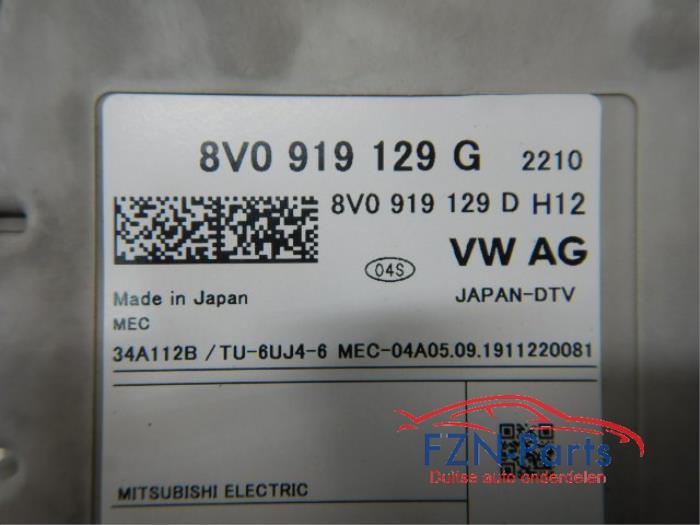 8V0 919 129 G 2210
8V0 919 129 D H12
04S VW AG
Made in Japan JAPAN-DTV
MEC
34A112B / TU-6UJ4-6 MEC-04A05.09.1911220081
FZN-Parts
Duitse auto onderdelen
MITSUBISHI ELECTRIC